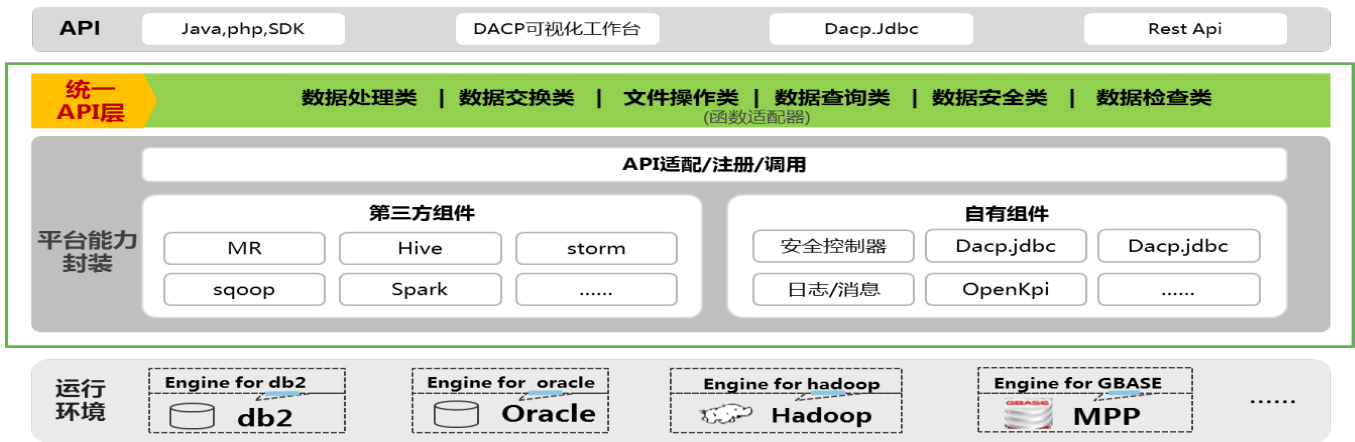 API
Java,php,SDK
DACP可视化工作台
Dacp.Jdbc
Rest Api
统一
API层
数据处理类 | 数据交换类 | 文件操作类 | 数据查询类 | 数据安全类 | 数据检查类
(函数适配器)
平台能力
封装
API适配/注册/调用
第三方组件
MR
Hive
storm
sqoop
Spark
......
自有组件
安全控制器
Dacp.jdbc
Dacp.jdbc
日志/消息
OpenKpi
......
运行
环境
Engine for db2
db2
Engine for oracle
Oracle
Engine for hadoop
Hadoop
Engine for GBASE
GBASE
MPP
......